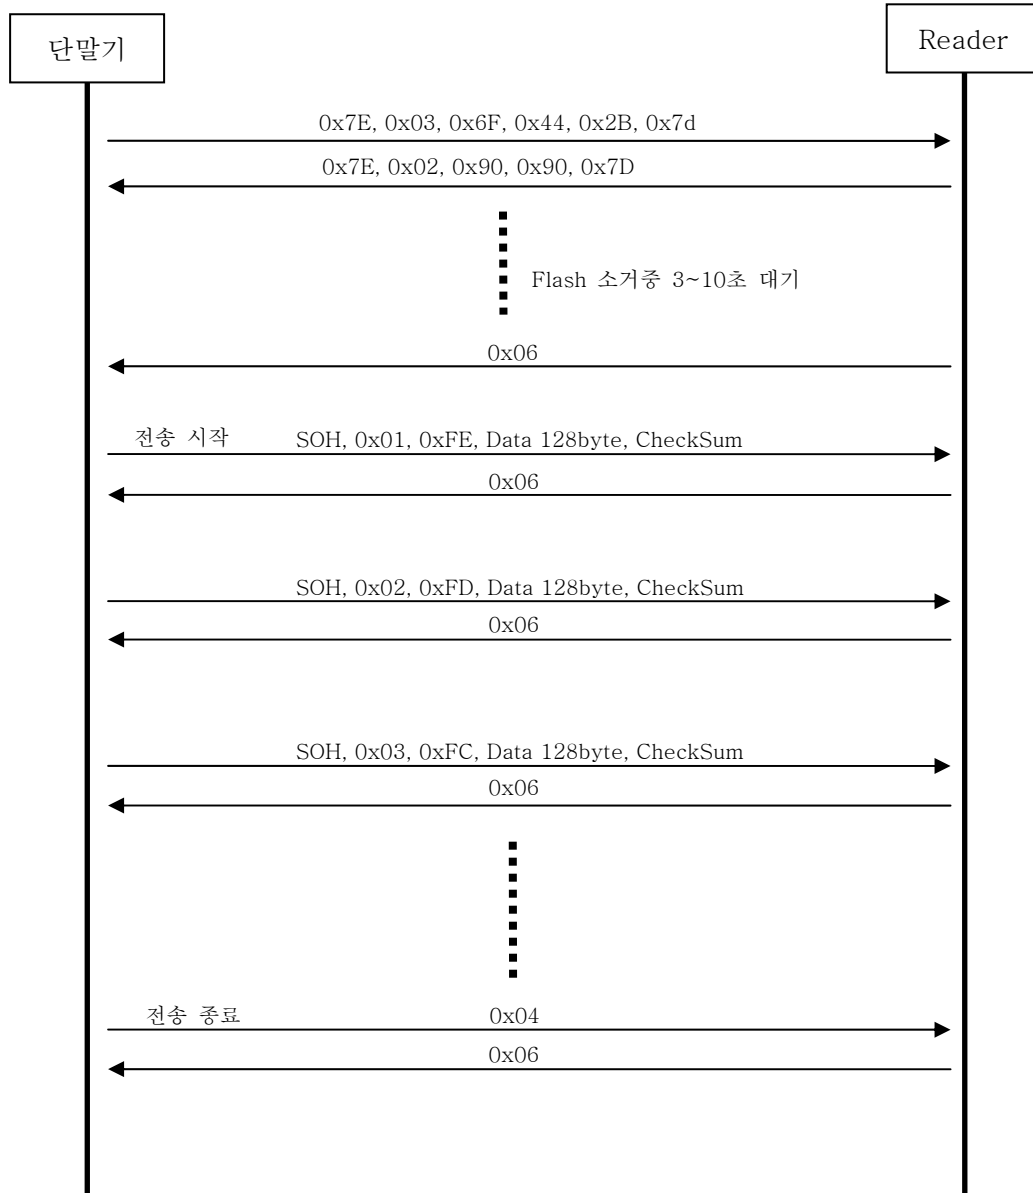 단말기
Reader
0x7E, 0x03, 0x6F, 0x44, 0x2B, 0x7d
0x7E, 0x02, 0x90, 0x90, 0x7D
Flash 소거중 3~10초 대기
0x06
전송 시작 SOH, 0x01, 0xFE, Data 128byte, CheckSum
0x06
SOH, 0x02, 0xFD, Data 128byte, CheckSum
0x06
SOH, 0x03, 0xFC, Data 128byte, CheckSum
0x06
전송 종료 0x04
0x06